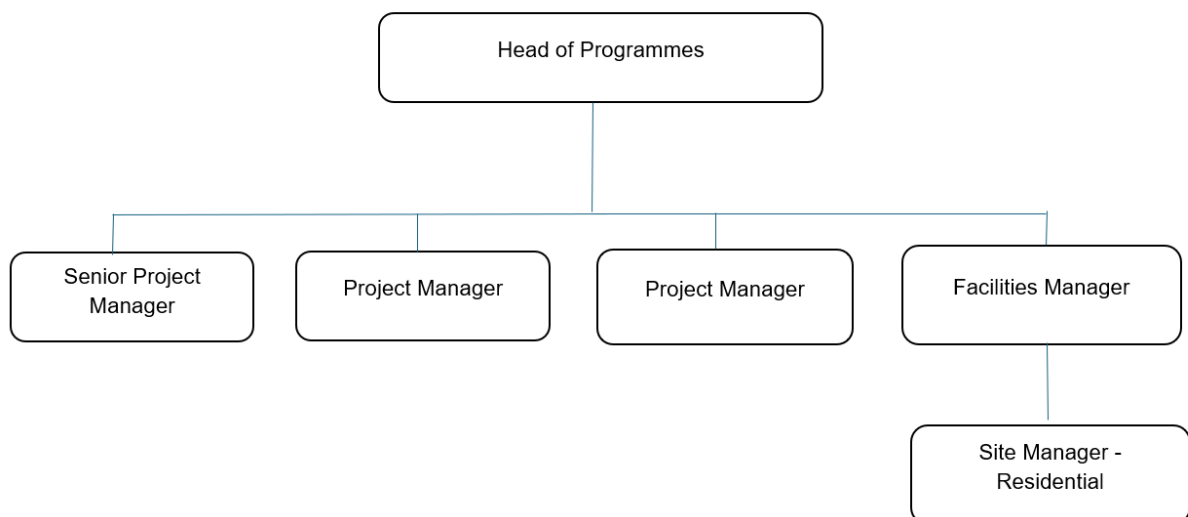 Head of Programmes
Senior Project
Manager
Project Manager
Project Manager
Facilities Manager
Site Manager -
Residential